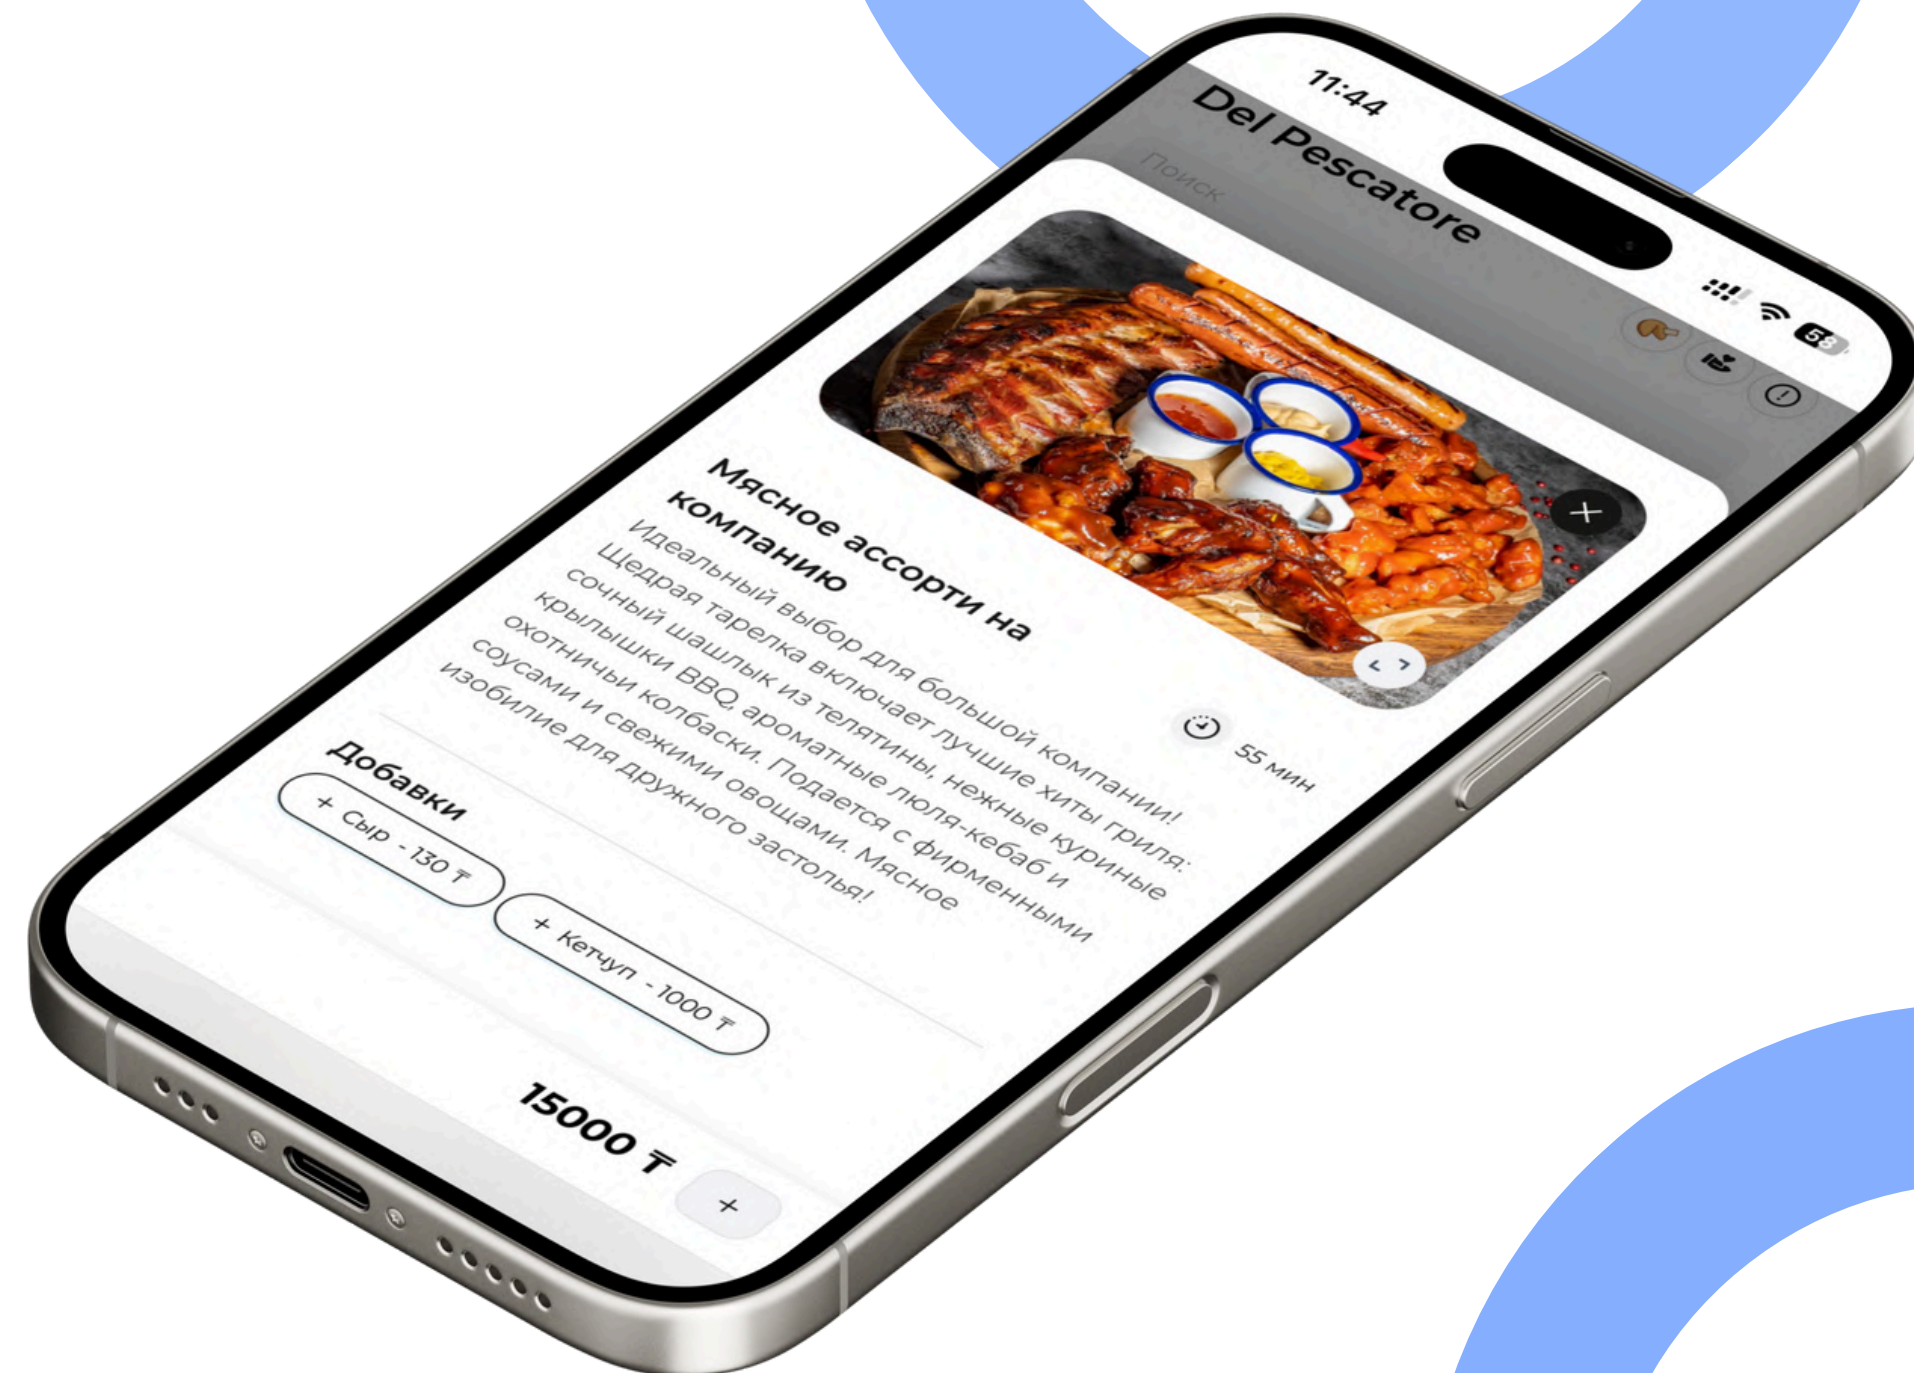 11:44
58
Del Pescatore
Поиск
Мясное ассорти на
компанию
55 мин
Идеальный выбор для большой компании!
Щедрая тарелка включает лучшие хиты гриля:
сочный шашлык из телятины, нежные куриные
крылышки BBQ, ароматные люля-кебаб и
охотничьи колбаски. Подается с фирменными
соусами и свежими овощами. Мясное
изобилие для дружного застолья!
Добавки
+ Сыр - 130 ₸
+ Кетчуп - 1000 ₸
15000 ₸
+